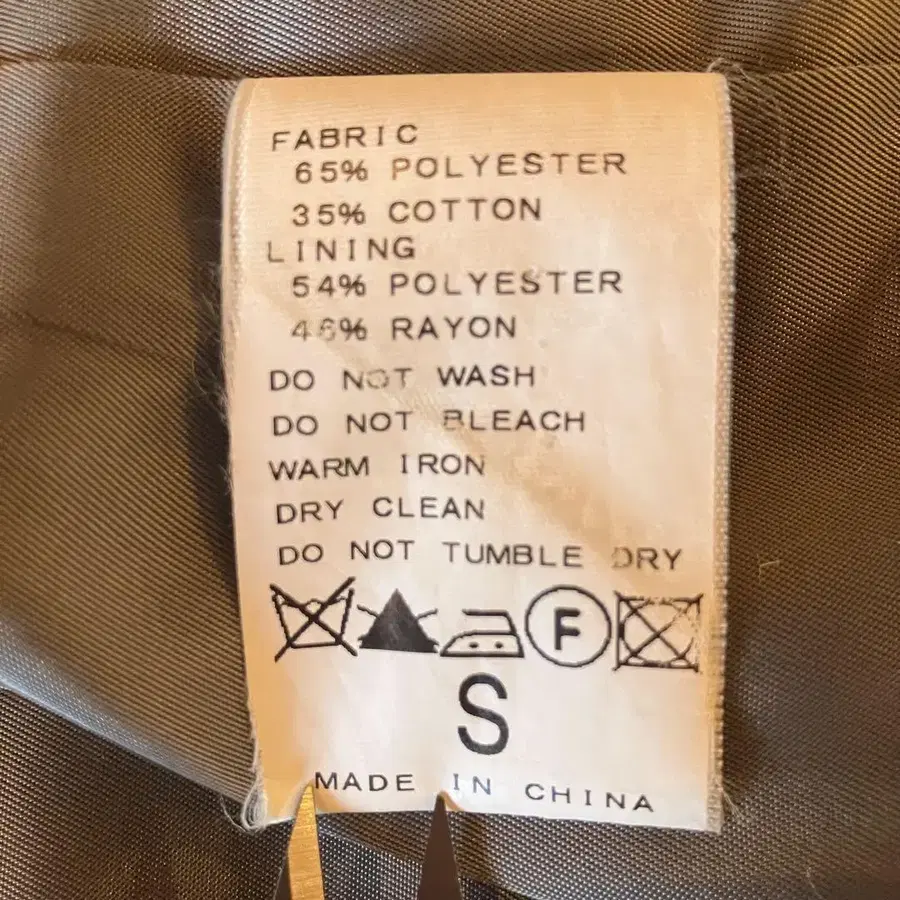 FABRIC
65% POLYESTER
35% COTTON
LINING
54% POLYESTER
46% RAYON
DO NOT WASH
DO NOT BLEACH
WARM IRON
DRY CLEAN
DO NOT TUMBLE DRY
F
S
MADE IN CHINA